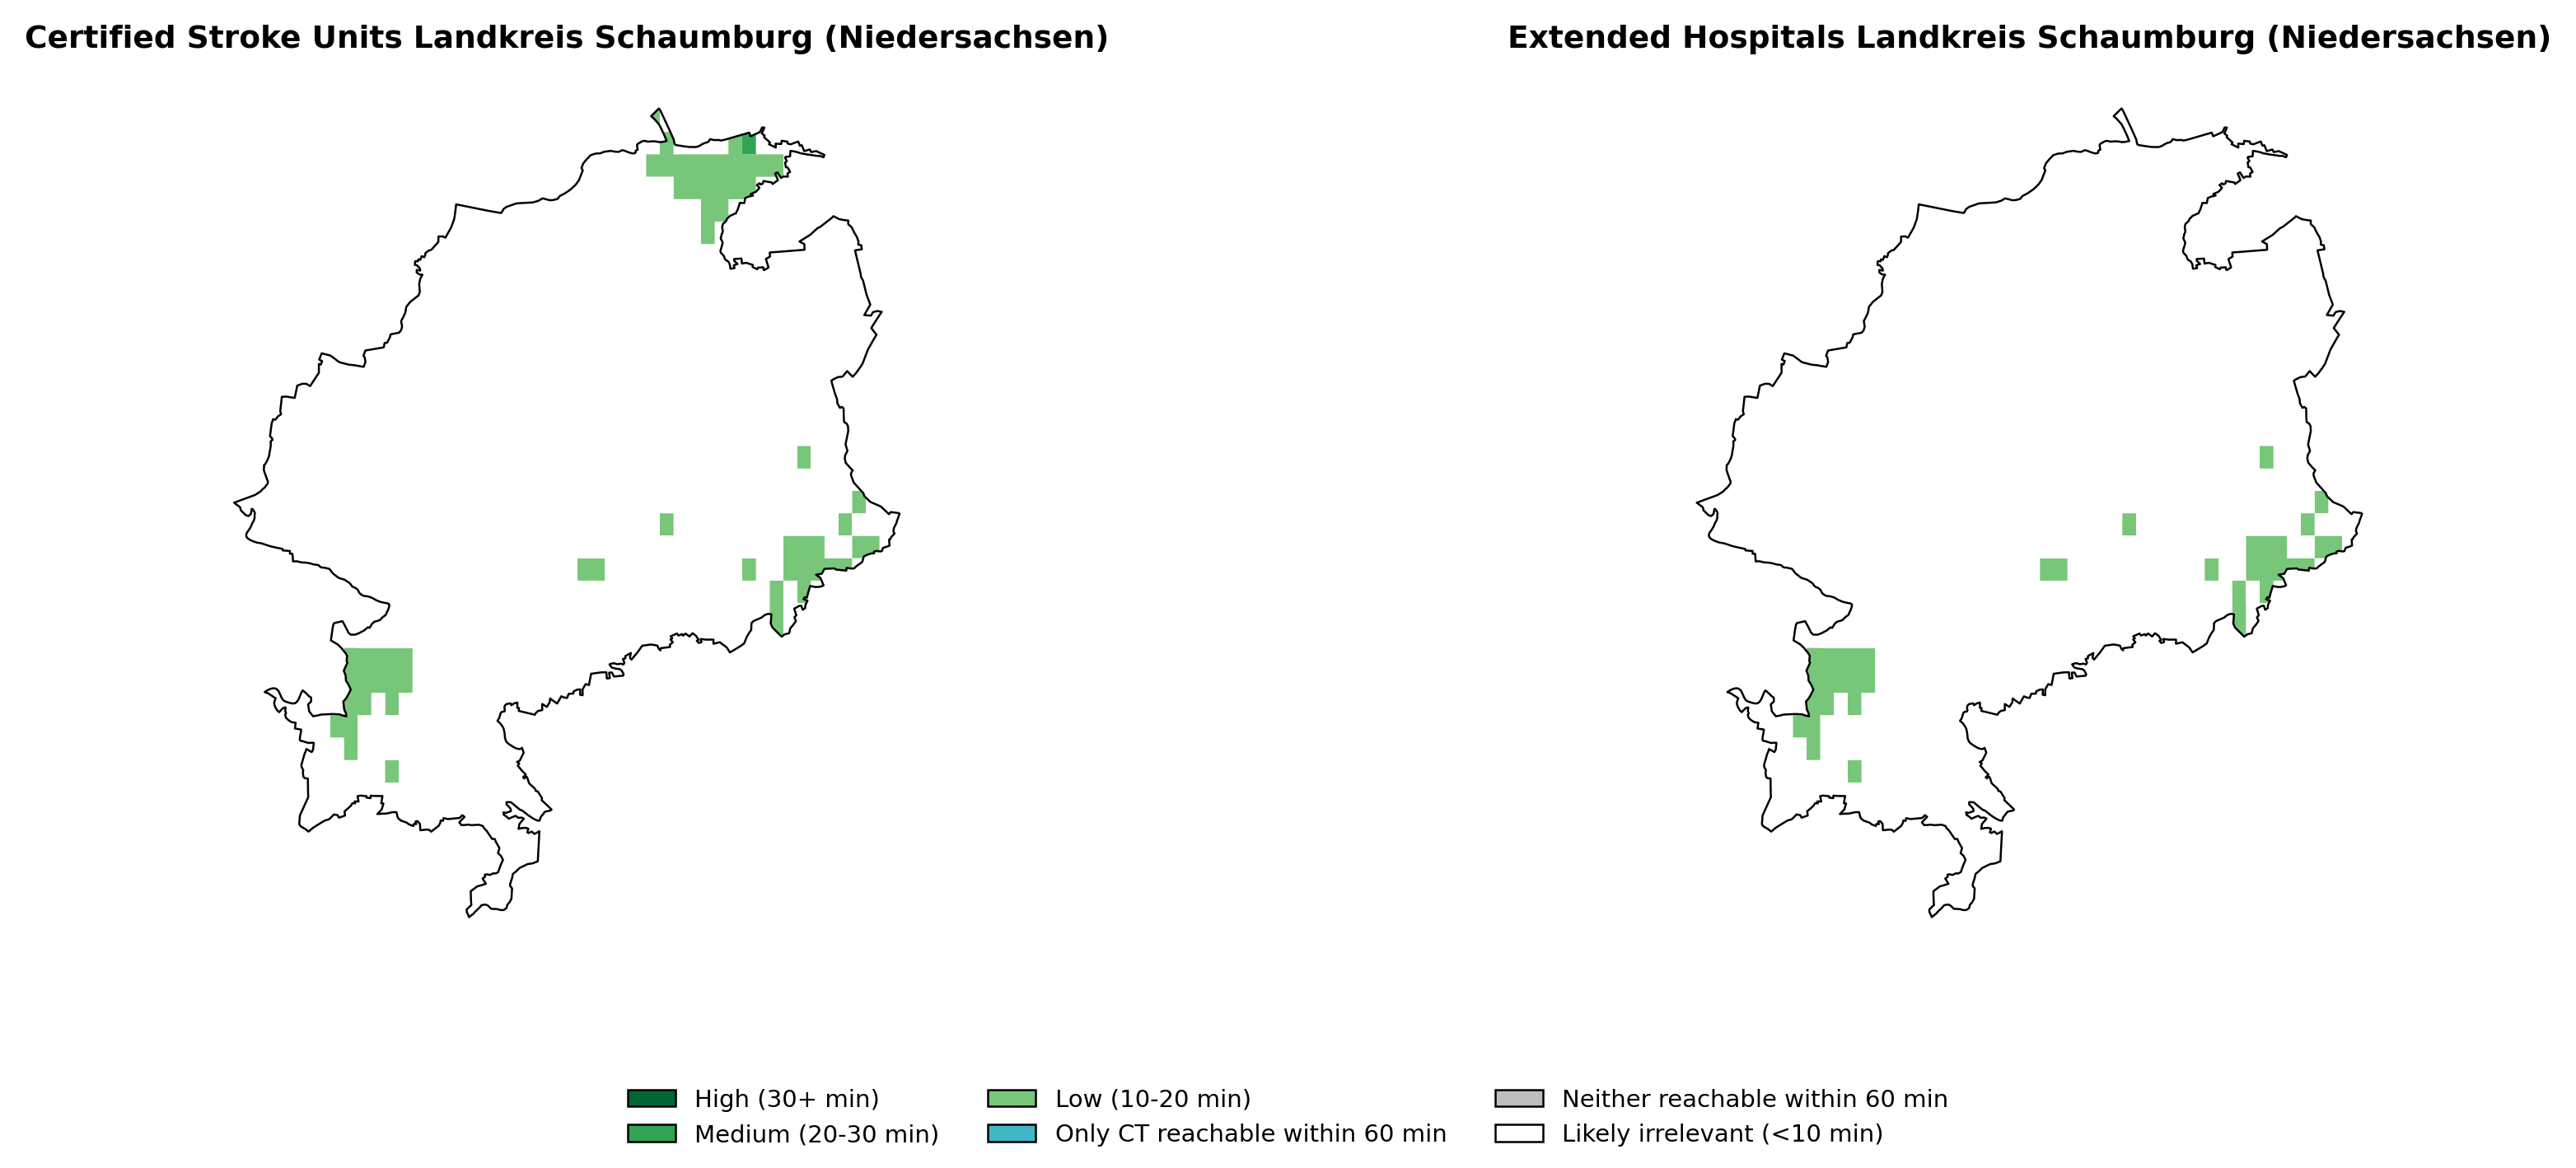 Certified Stroke Units Landkreis Schaumburg (Niedersachsen)
Extended Hospitals Landkreis Schaumburg (Niedersachsen)
High (30+ min)
Medium (20-30 min)
Low (10-20 min)
Only CT reachable within 60 min
Neither reachable within 60 min
Likely irrelevant (<10 min)